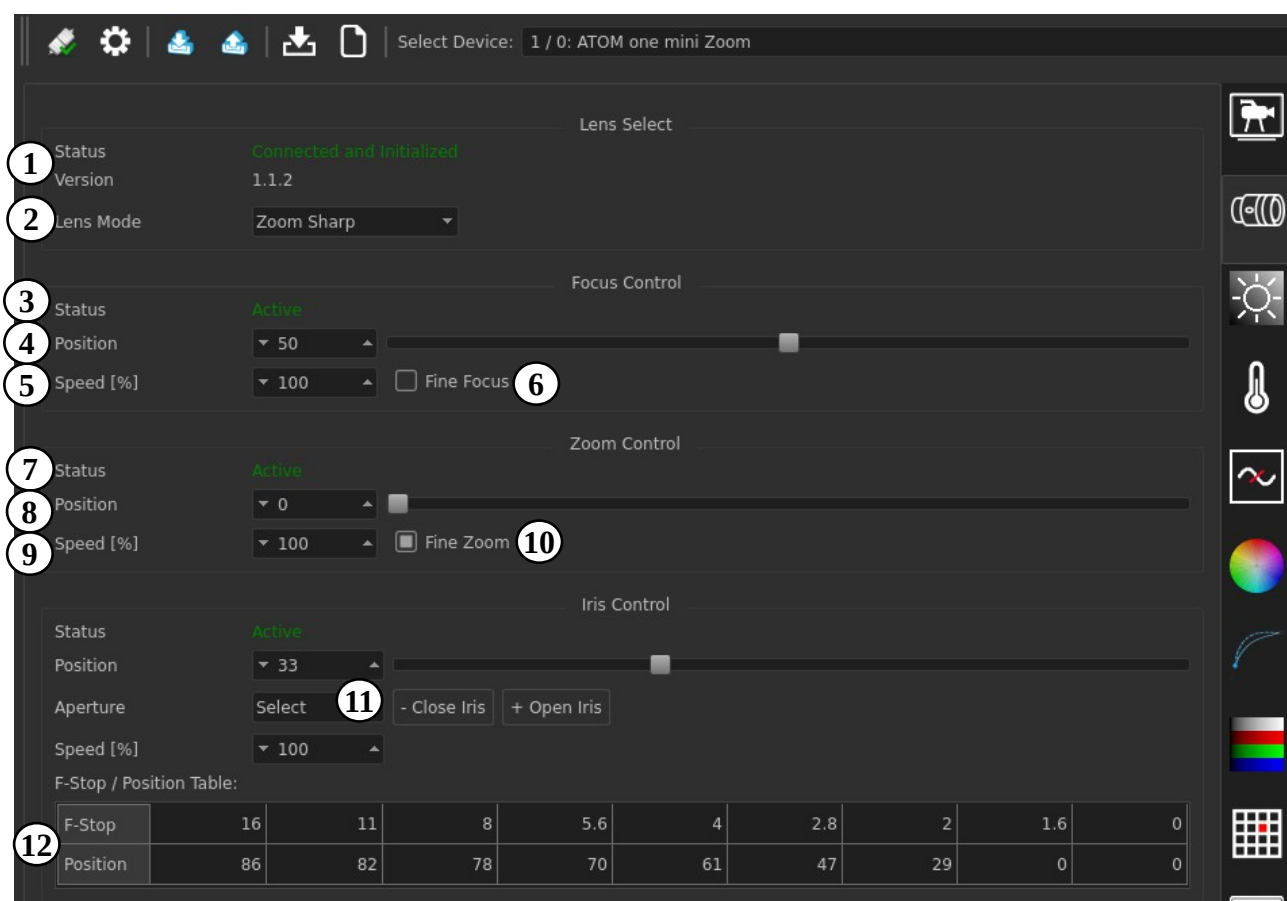 Select Device: 1 / 0: ATOM one mini Zoom
Lens Select
1 Status Connected and Initialized
Version 1.1.2
2 Lens Mode Zoom Sharp
Focus Control
3 Status Active
4 Position 50
5 Speed [%] 100 Fine Focus 6
Zoom Control
7 Status Active
8 Position 0
9 Speed [%] 100 Fine Zoom 10
Iris Control
Status Active
Position 33
Aperture Select 11 - Close Iris + Open Iris
Speed [%] 100
F-Stop / Position Table:
12
F-Stop 16 11 8 5.6 4 2.8 2 1.6 0
Position 86 82 78 70 61 47 29 0 0